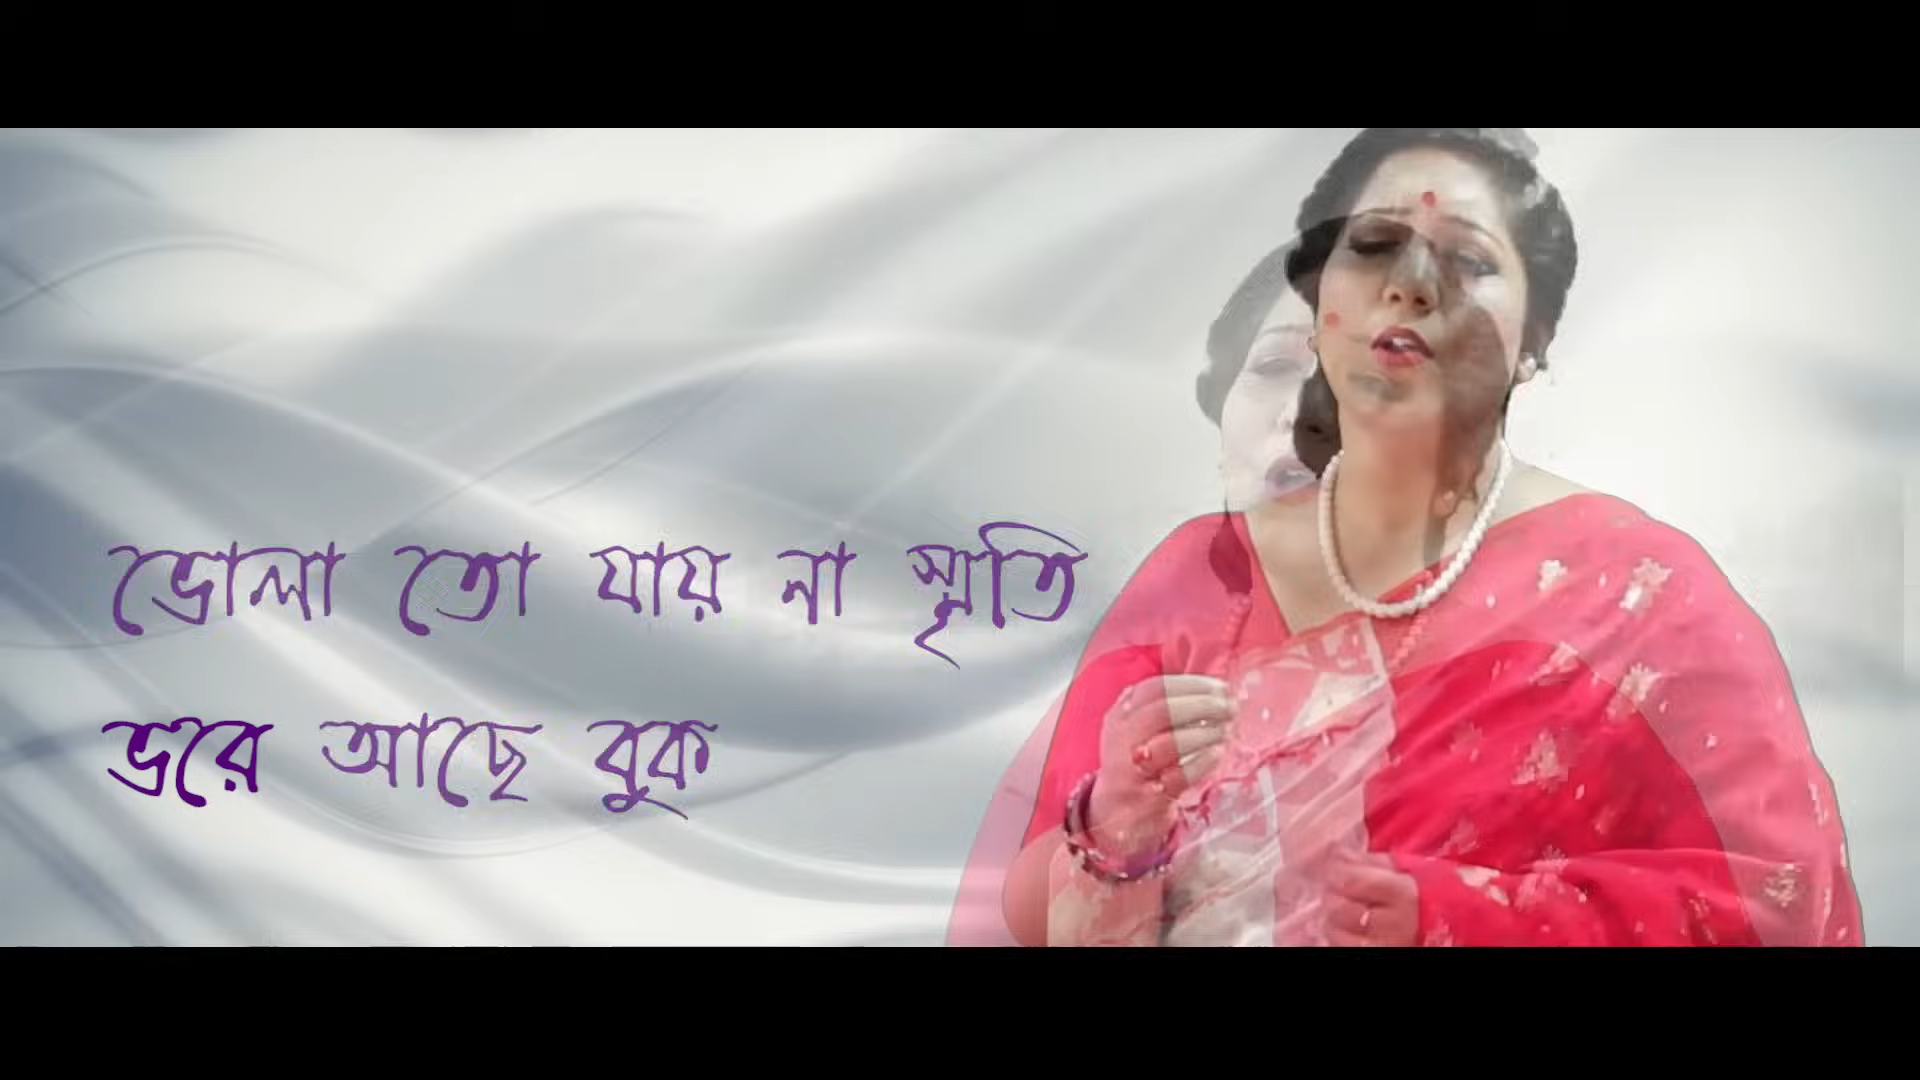 ভোলা তো যায় না স্মৃতি
ভরে আছে বুক